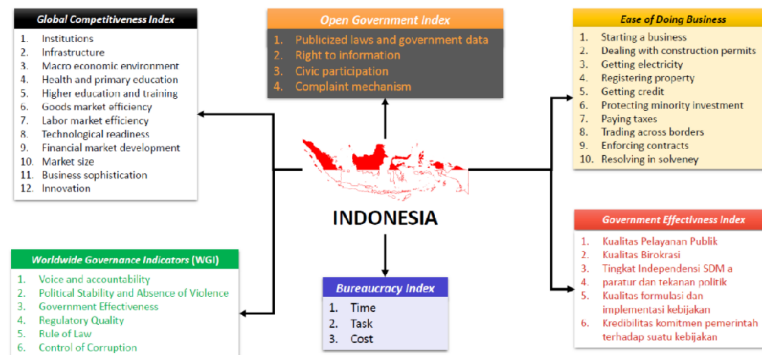 Global Competitiveness Index
1. Institutions
2. Infrastructure
3. Macro economic environment
4. Health and primary education
5. Higher education and training
6. Goods market efficiency
7. Labor market efficiency
8. Technological readiness
9. Financial market development
10. Market size
11. Business sophistication
12. Innovation
Open Government index
1. Publicized laws and government data
2. Right to information
3. Civic participation
4. Complaint mechanism
Ease of Doing Business
1. Starting a business
2. Dealing with construction permits
3. Getting electricity
4. Registering property
5. Getting credit
6. Protecting minority investment
7. Paying taxes
8. Trading across borders
9. Enforcing contracts
10. Resolving in solveney
INDONESIA
Worldwide Governance Indicators (WGI)
1. Voice and accountability
2. Political Stability and Absence of Violence
3. Government Effectiveness
4. Regulatory Quality
5. Rule of Law
6. Control of Corruption
Bureaucracy Index
1. Time
2. Task
3. Cost
Government Effectivness Index
1. Kualitas Pelayanan Publik
2. Kualitas Birokrasi
3. Tingkat Independensi SDM a
4. paratur dan tekanan politik
5. Kualitas formulasi dan
implementasi kebijakan
6. Kredibilitas komitmen pemerintah
terhadap suatu kebijakan